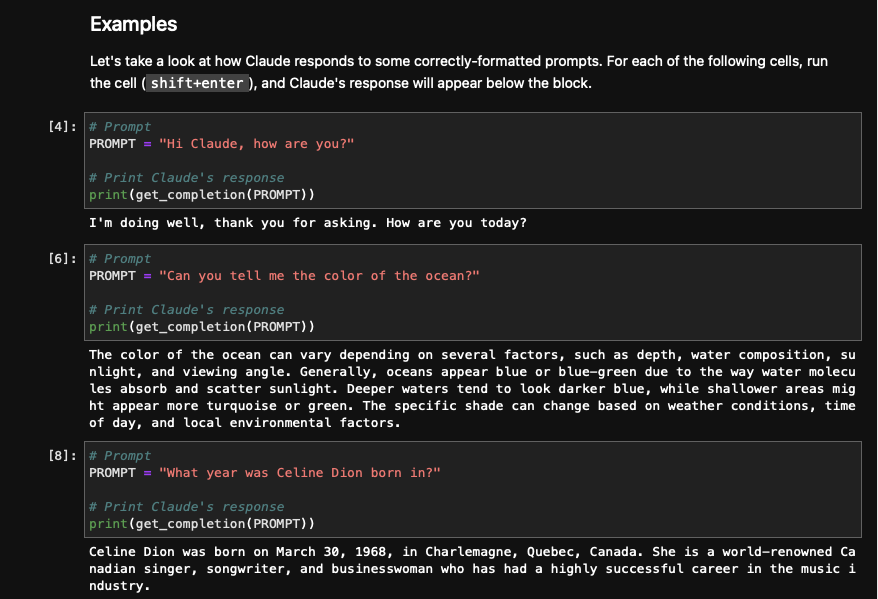 Examples
Let's take a look at how Claude responds to some correctly-formatted prompts. For each of the following cells, run
the cell (shift+enter), and Claude's response will appear below the block.
[4]:
# Prompt
PROMPT = "Hi Claude, how are you?"
# Print Claude's response
print(get_completion(PROMPT))
I'm doing well, thank you for asking. How are you today?
[6]:
# Prompt
PROMPT = "Can you tell me the color of the ocean?"
# Print Claude's response
print(get_completion(PROMPT))
The color of the ocean can vary depending on several factors, such as depth, water composition, su
nlight, and viewing angle. Generally, oceans appear blue or blue-green due to the way water molecu
les absorb and scatter sunlight. Deeper waters tend to look darker blue, while shallower areas mig
ht appear more turquoise or green. The specific shade can change based on weather conditions, time
of day, and local environmental factors.
[8]:
# Prompt
PROMPT = "What year was Celine Dion born in?"
# Print Claude's response
print(get_completion(PROMPT))
Celine Dion was born on March 30, 1968, in Charlemagne, Quebec, Canada. She is a world-renowned Ca
nadian singer, songwriter, and businesswoman who has had a highly successful career in the music i
ndustry.